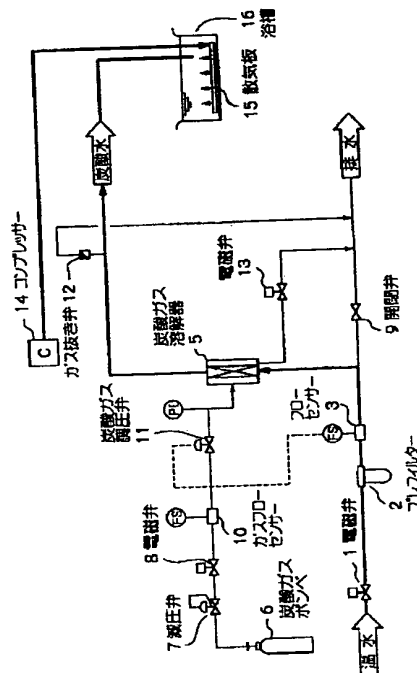 16
浴槽
15 散気板
炭酸水
14 コンプレッサー
C
ガス抜き弁 12
炭酸ガス
溶解器
5
電磁弁
13
排水
9 開閉弁
PI
炭酸ガス
調圧弁
11
フロー
センサー
3
FS
FS
10
ガスフロー
センサー
8 電磁弁
7 減圧弁
6
炭酸ガス
ボンベ
2
プレフィルター
1 電磁弁
温水